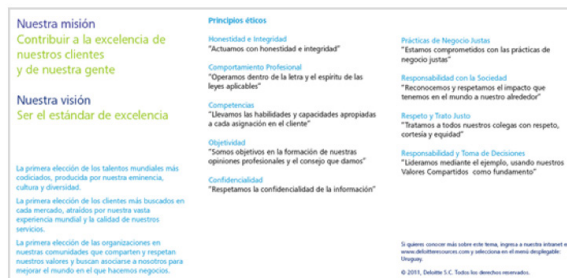 Nuestra misión
Contribuir a la excelencia de
nuestros clientes
y de nuestra gente
Nuestra visión
Ser el estándar de excelencia
La primera elección de los talentos mundiales más
codiciados, producida por nuestra eminencia,
cultura y diversidad.
La primera elección de los clientes más buscados en
cada mercado, atraídos por nuestra vasta
experiencia mundial y la calidad de nuestros
servicios.
La primera elección de las organizaciones en
nuestras comunidades que comparten y respetan
nuestros valores y buscan asociarse a nosotros para
mejorar el mundo en el que hacemos negocios.
Principios éticos
Honestidad e Integridad
"Actuamos con honestidad e integridad"
Comportamiento Profesional
"Operamos dentro de la letra y el espíritu de las
leyes aplicables"
Competencias
"Llevamos las habilidades y capacidades apropiadas
a cada asignación en el cliente"
Objetividad
"Somos objetivos en la formación de nuestras
opiniones profesionales y el consejo que damos"
Confidencialidad
"Respetamos la confidencialidad de la información"
Prácticas de Negocio Justas
"Estamos comprometidos con las prácticas de
negocio justas"
Responsabilidad con la Sociedad
"Reconocemos y respetamos el impacto que
tenemos en el mundo a nuestro alrededor"
Respeto y Trato Justo
"Tratamos a todos nuestros colegas con respeto,
cortesía y equidad"
Responsabilidad y Toma de Decisiones
"Lideramos mediante el ejemplo, usando nuestros
Valores Compartidos como fundamento"
Si quieres conocer más sobre este tema, ingresa a nuestra intranet e
www.deloitteresources.com y selecciona en el menú desplegable:
Uruguay.
© 2011, Deloitte S.C. Todos los derechos reservados.